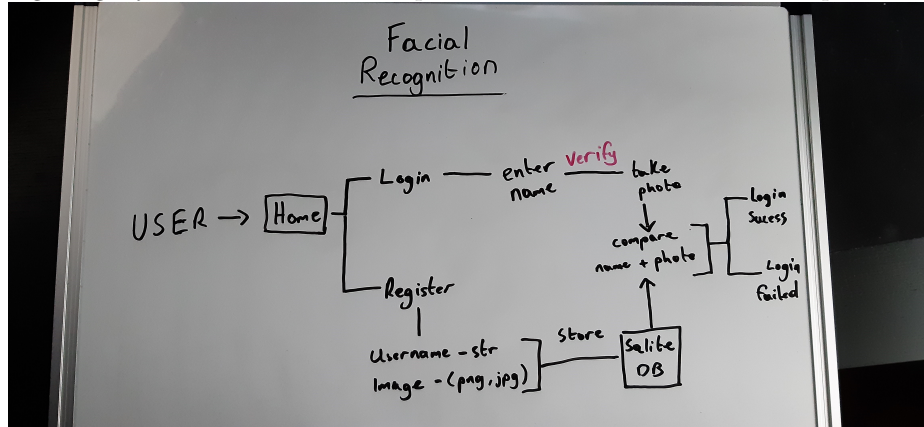 Facial
Recognition
Login
enter
name
verify
take
photo
USER → Home
compare
name + photo
Login
Sucess
Login
Failed
Register
Username - str
Image - (png, jpg)
Store
Sqlite
DB